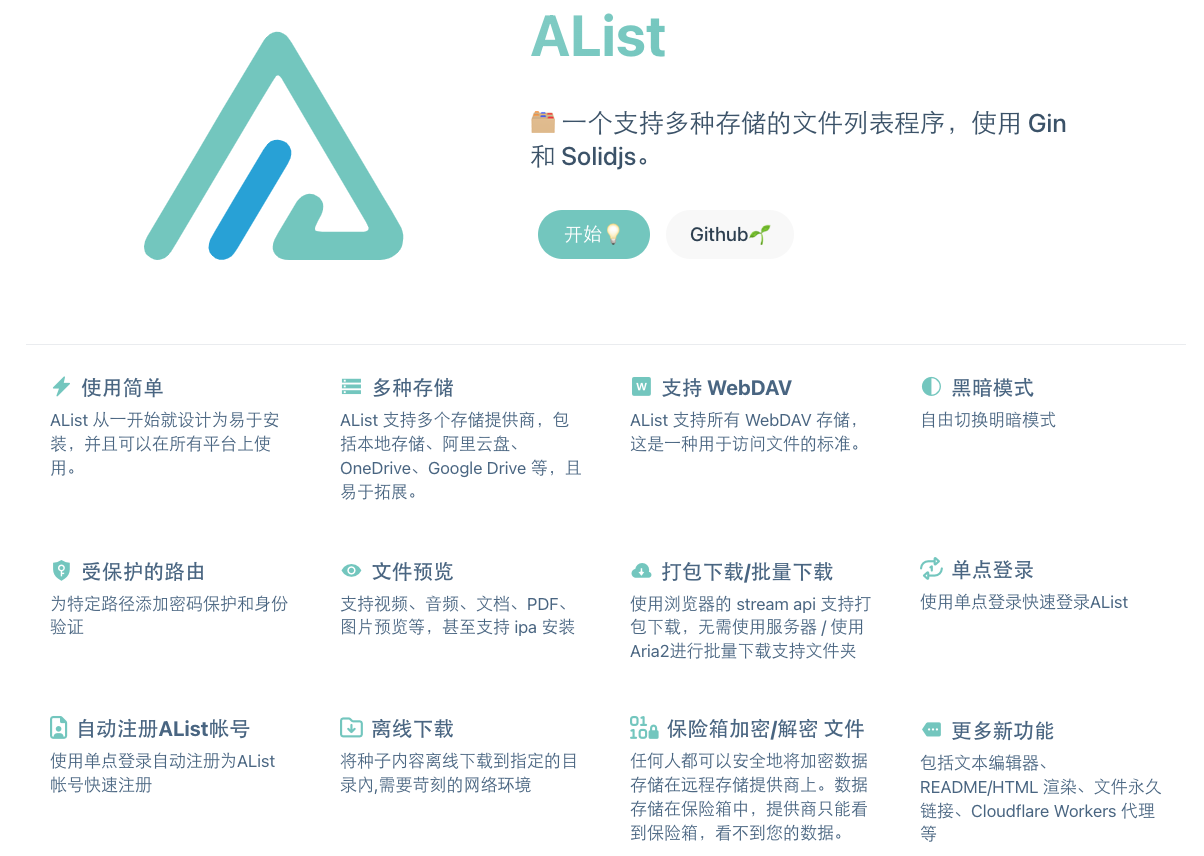 AList
🗂️ 一个支持多种存储的文件列表程序，使用 Gin
和 Solidjs。
开始💡
Github🌱
使用简单
AList 从一开始就设计为易于安
装，并且可以在所有平台上使
用。
多种存储
AList 支持多个存储提供商，包
括本地存储、阿里云盘、
OneDrive、Google Drive 等，且
易于拓展。
支持 WebDAV
AList 支持所有 WebDAV 存储，
这是一种用于访问文件的标准。
黑暗模式
自由切换明暗模式
受保护的路由
为特定路径添加密码保护和身份
验证
文件预览
支持视频、音频、文档、PDF、
图片预览等，甚至支持 ipa 安装
打包下载/批量下载
使用浏览器的 stream api 支持打
包下载，无需使用服务器 / 使用
Aria2进行批量下载支持文件夹
单点登录
使用单点登录快速登录AList
自动注册AList帐号
使用单点登录自动注册为AList
帐号快速注册
离线下载
将种子内容离线下载到指定的目
录內,需要苛刻的网络环境
保险箱加密/解密 文件
任何人都可以安全地将加密数据
存储在远程存储提供商上。数据
存储在保险箱中，提供商只能看
到保险箱，看不到您的数据。
更多新功能
包括文本编辑器、
README/HTML 渲染、文件永久
链接、Cloudflare Workers 代理
等